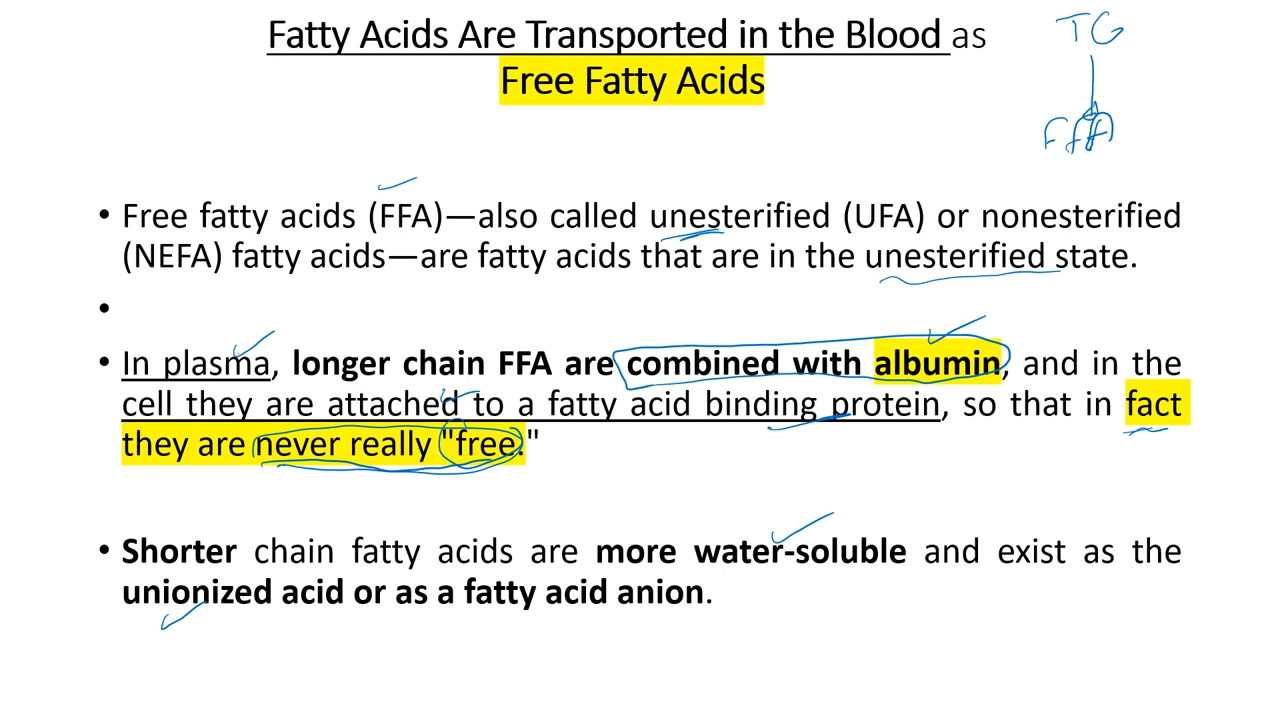 Fatty Acids Are Transported in the Blood as
Free Fatty Acids
TG
FFA
• Free fatty acids (FFA)—also called unesterified (UFA) or nonesterified
(NEFA) fatty acids—are fatty acids that are in the unesterified state.
•
• In plasma, longer chain FFA are combined with albumin, and in the
cell they are attached to a fatty acid binding protein, so that in fact
they are never really "free."
• Shorter chain fatty acids are more water-soluble and exist as the
unionized acid or as a fatty acid anion.